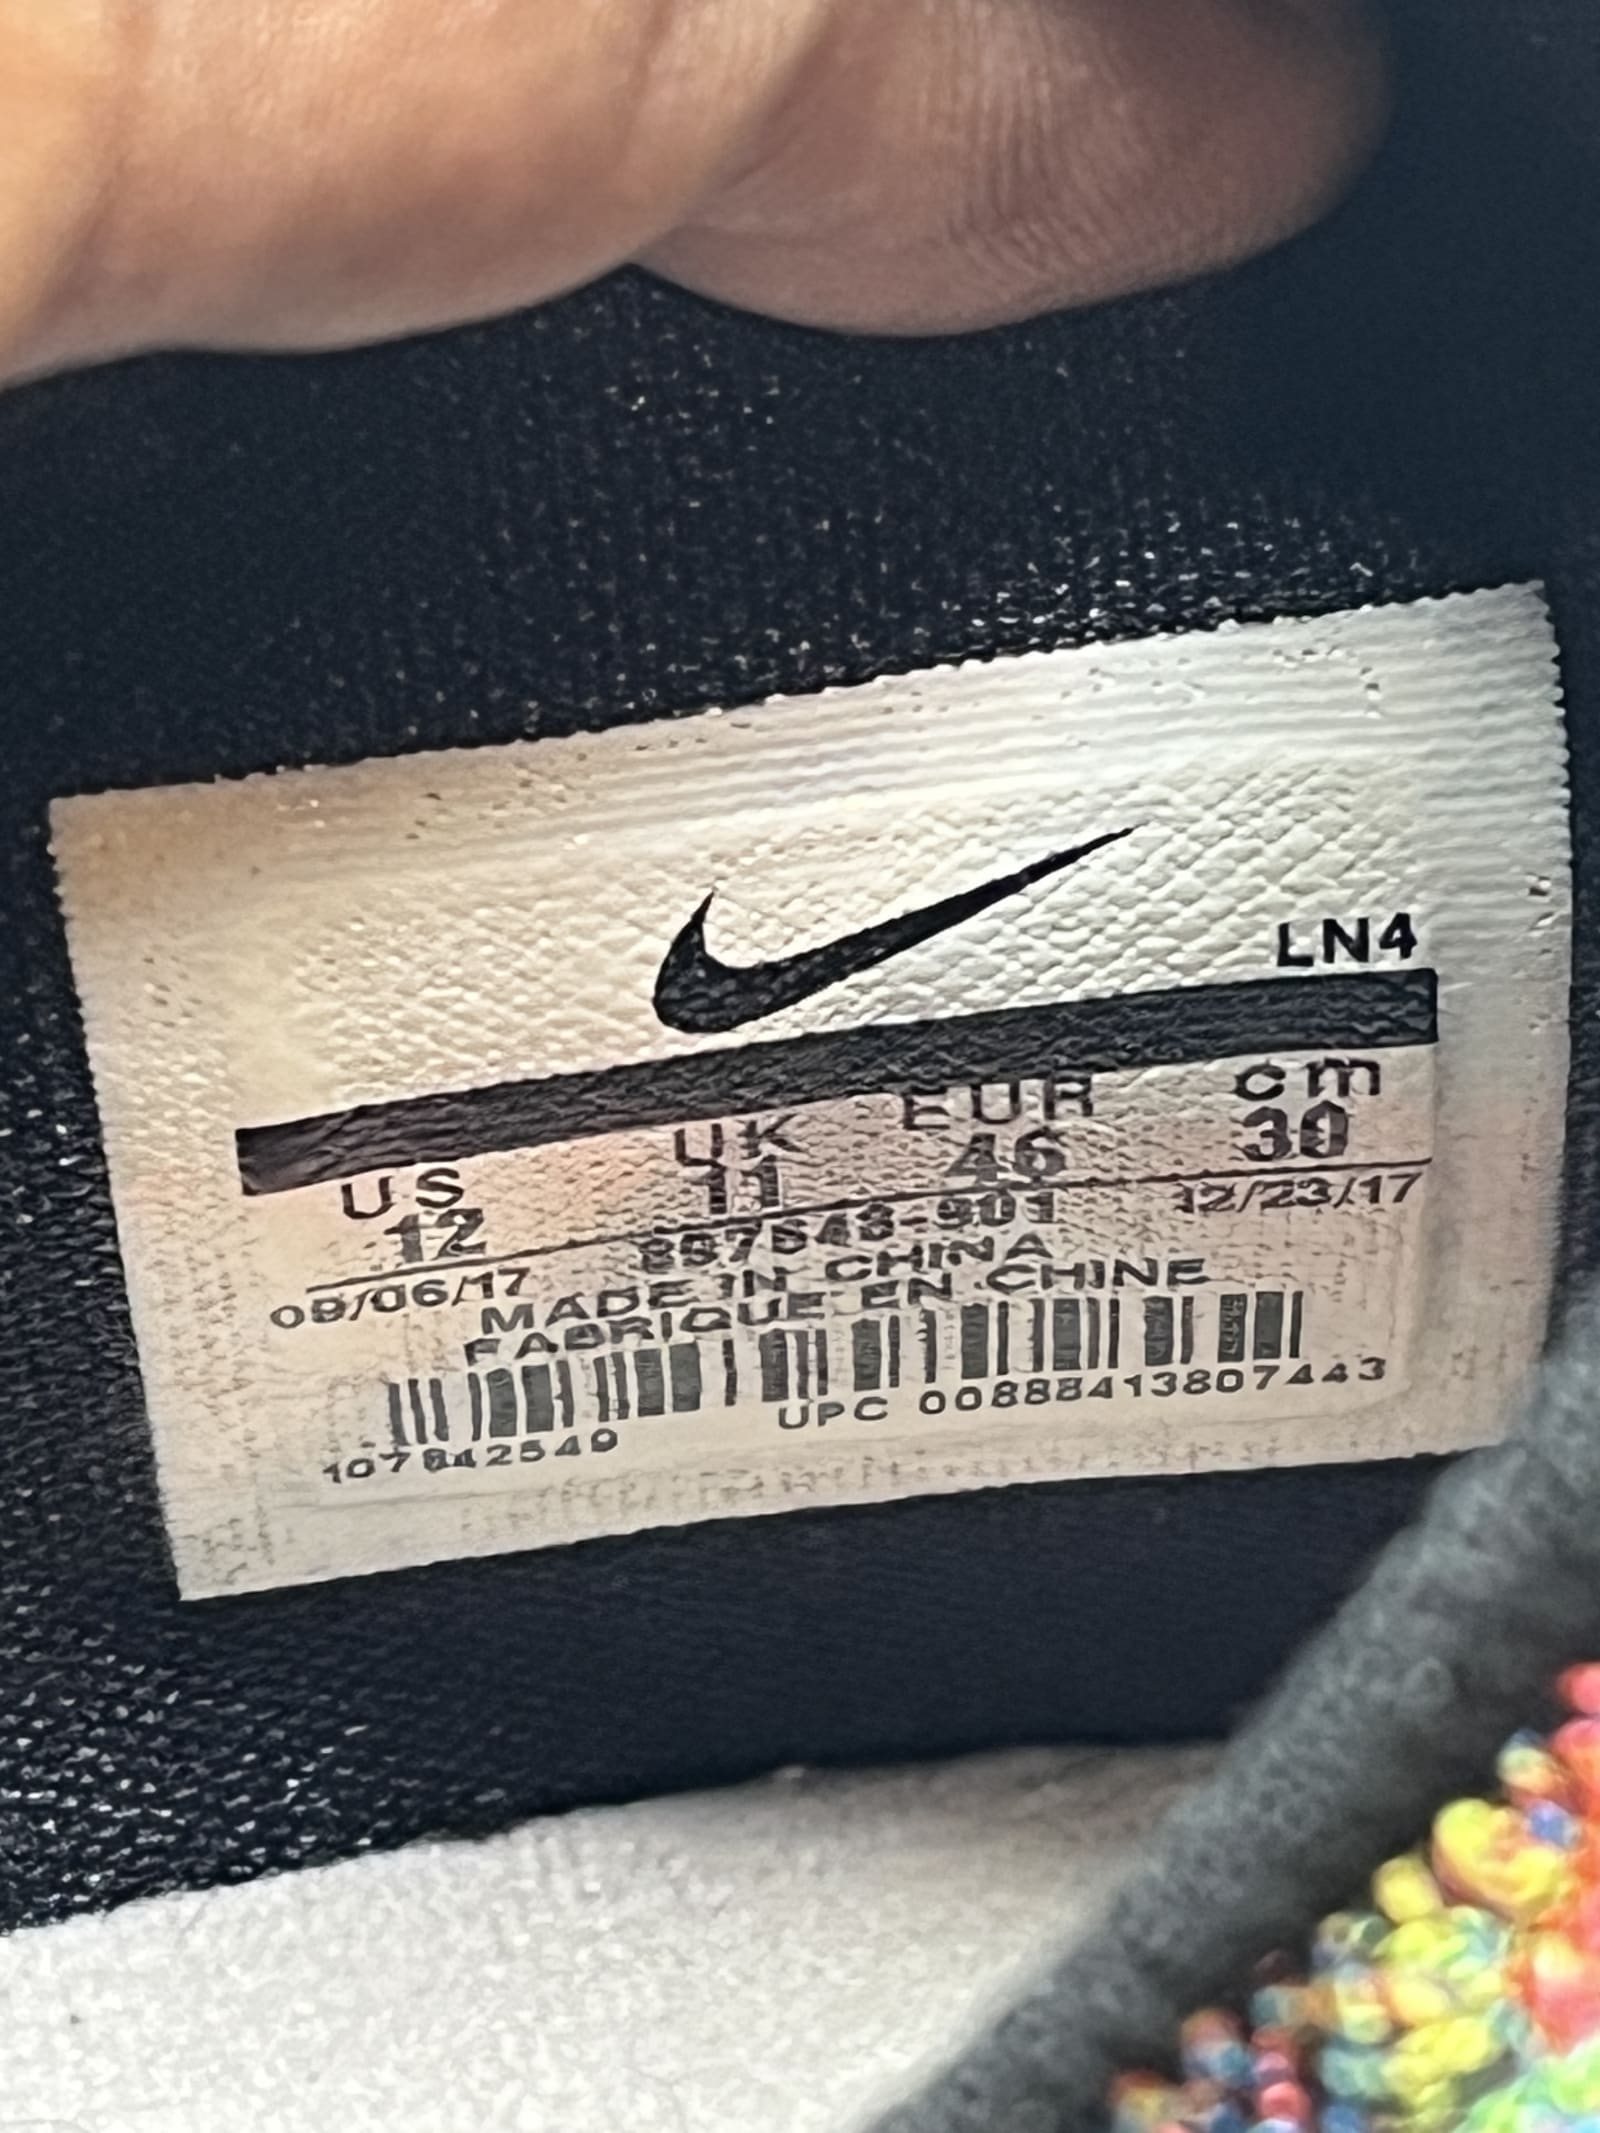 LN4
US UK EUR cm
12 11 46 30
09/06/17 12/23/17
MADE IN CHINA
FABRIQUE EN CHINE
UPC 00888413807443